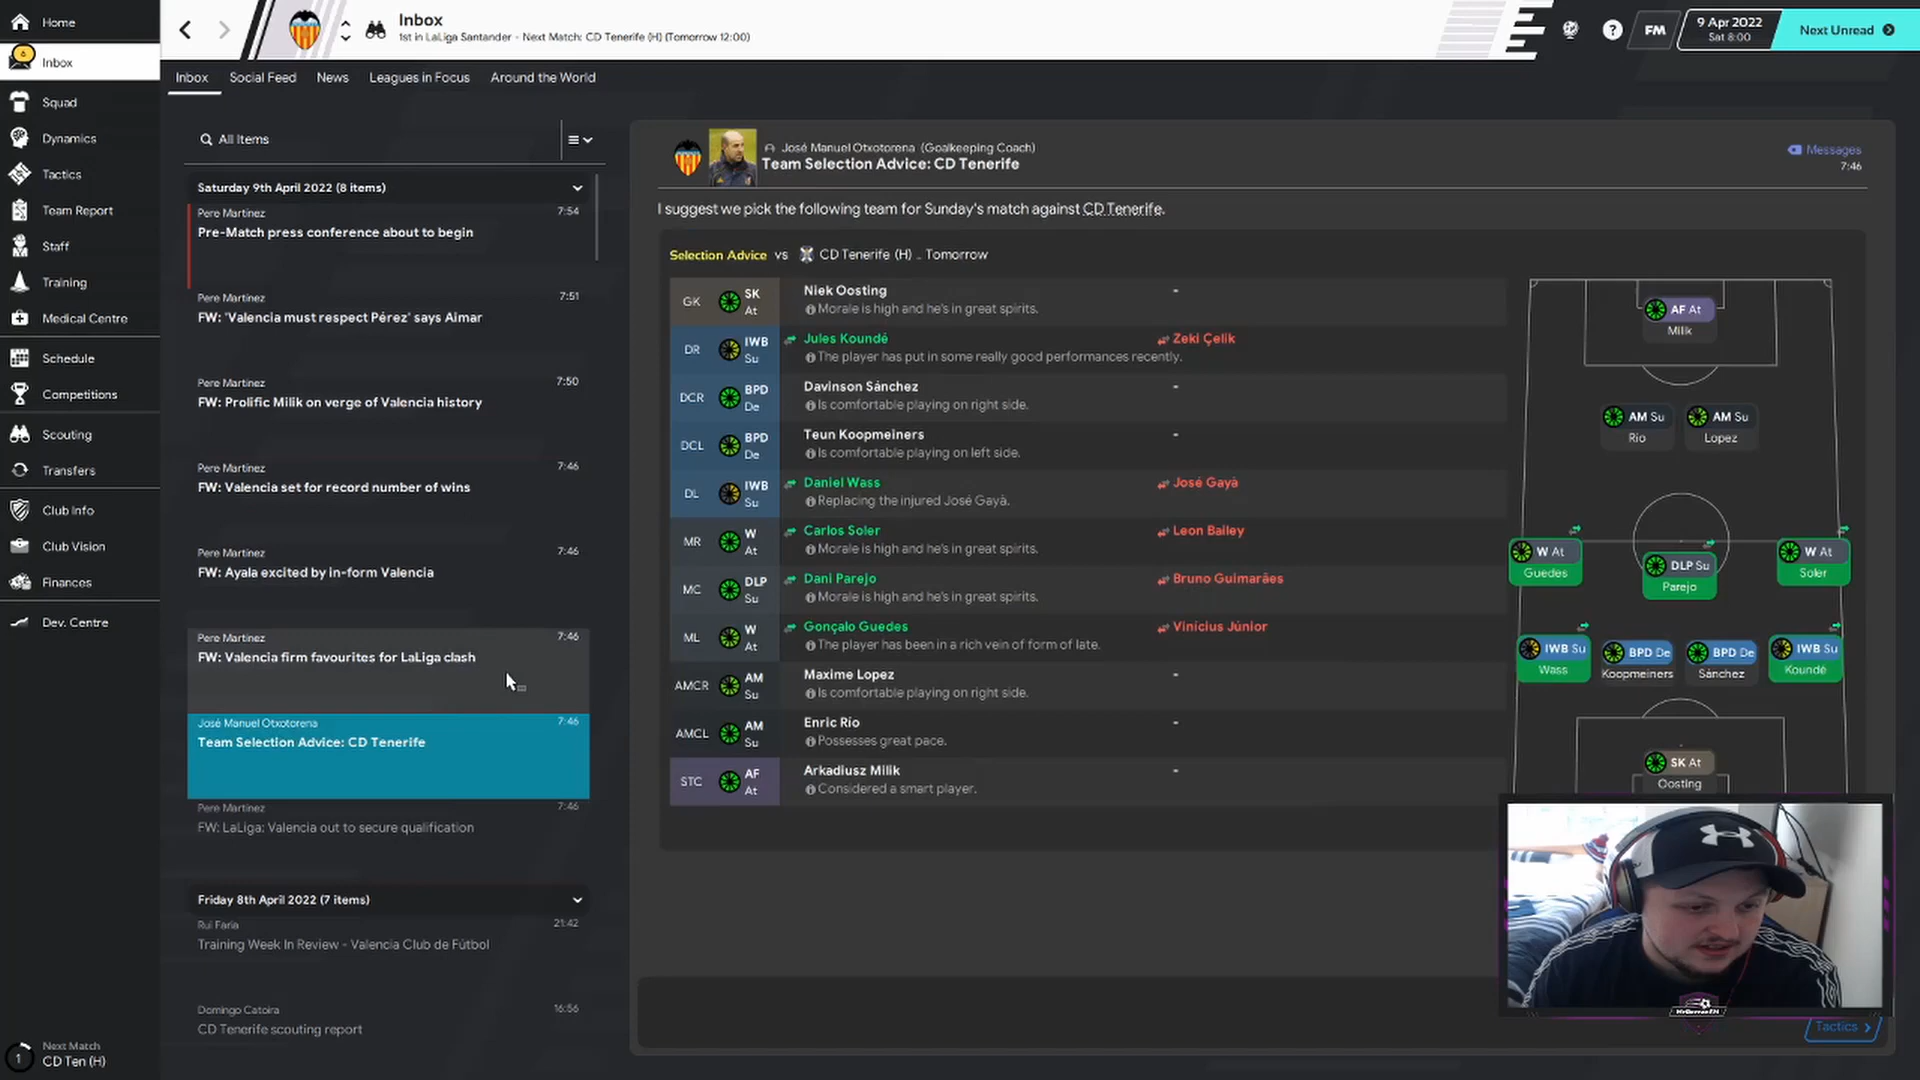 Home
Inbox
Squad
Dynamics
Tactics
Team Report
Staff
Training
Medical Centre
Schedule
Competitions
Scouting
Transfers
Club Info
Club Vision
Finances
Dev. Centre
1
Next Match
CD Ten (H)
Inbox
1st in LaLiga Santander - Next Match: CD Tenerife (H) (Tomorrow 12:00)
?
FM
9 Apr 2022
Sat 8:00
Next Unread
Inbox
Social Feed
News
Leagues in Focus
Around the World
All Items
Saturday 9th April 2022 (8 items)
Pere Martínez 7:54
Pre-Match press conference about to begin
Pere Martínez 7:51
FW: 'Valencia must respect Pérez' says Aimar
Pere Martínez 7:50
FW: Prolific Milik on verge of Valencia history
Pere Martínez 7:46
FW: Valencia set for record number of wins
Pere Martínez 7:46
FW: Ayala excited by in-form Valencia
Pere Martínez 7:46
FW: Valencia firm favourites for LaLiga clash
José Manuel Otxotorena 7:46
Team Selection Advice: CD Tenerife
Pere Martínez 7:46
FW: LaLiga: Valencia out to secure qualification
Friday 8th April 2022 (7 items)
Rui Faria 21:42
Training Week In Review - Valencia Club de Fútbol
Domingo Catoira 16:56
CD Tenerife scouting report
José Manuel Otxotorena (Goalkeeping Coach)
Team Selection Advice: CD Tenerife
Messages
7:46
I suggest we pick the following team for Sunday's match against CD Tenerife.
Selection Advice vs CD Tenerife (H) - Tomorrow
GK SK At Niek Oosting -
Morale is high and he's in great spirits.
DR IWB Su Jules Koundé Zeki Çelik
The player has put in some really good performances recently.
DCR BPD De Davinson Sánchez -
Is comfortable playing on right side.
DCL BPD De Teun Koopmeiners -
Is comfortable playing on left side.
DL IWB Su Daniel Wass José Gayà
Replacing the injured José Gayà.
MR W At Carlos Soler Leon Bailey
Morale is high and he's in great spirits.
MC DLP Su Dani Parejo Bruno Guimarães
Morale is high and he's in great spirits.
ML W At Gonçalo Guedes Vinícius Júnior
The player has been in a rich vein of form of late.
AMCR AM Su Maxime Lopez -
Is comfortable playing on right side.
AMCL AM Su Enric Río -
Possesses great pace.
STC AF At Arkadiusz Milik -
Considered a smart player.
AF At
Milik
AM Su
Río
AM Su
Lopez
W At
Guedes
DLP Su
Parejo
W At
Soler
IWB Su
Wass
BPD De
Koopmeiners
BPD De
Sánchez
IWB Su
Koundé
SK At
Oosting
Tactics